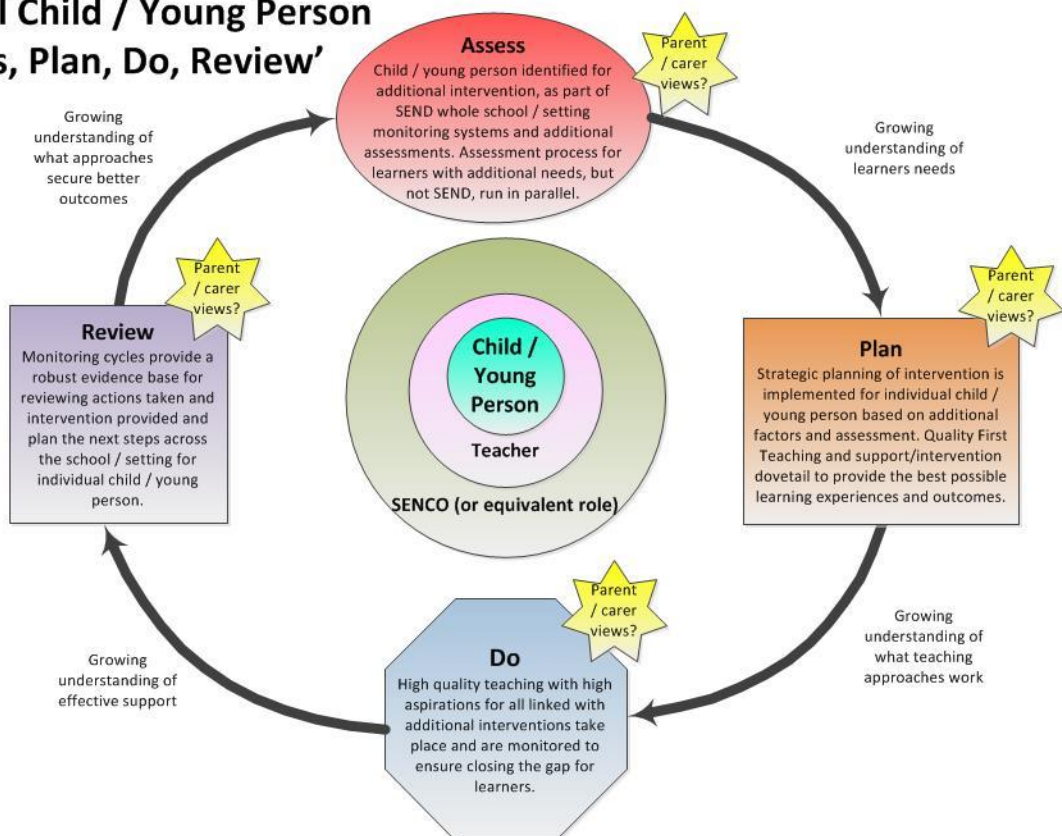 Child / Young Person
Plan, Do, Review’
Assess
Child / young person identified for
additional intervention, as part of
SEND whole school / setting
monitoring systems and additional
assessments. Assessment process for
learners with additional needs, but
not SEND, run in parallel.
Parent
/ carer
views?
Growing
understanding of
learners needs
Plan
Strategic planning of intervention is
implemented for individual child /
young person based on additional
factors and assessment. Quality First
Teaching and support/intervention
dovetail to provide the best possible
learning experiences and outcomes.
Parent
/ carer
views?
Growing
understanding of
what teaching
approaches work
Do
High quality teaching with high
aspirations for all linked with
additional interventions take
place and are monitored to
ensure closing the gap for
learners.
Parent
/ carer
views?
Growing
understanding of
effective support
Review
Monitoring cycles provide a
robust evidence base for
reviewing actions taken and
intervention provided and
plan the next steps across
the school / setting for
individual child / young
person.
Parent
/ carer
views?
Growing
understanding of
what approaches
secure better
outcomes
Child /
Young
Person
Teacher
SENCO (or equivalent role)